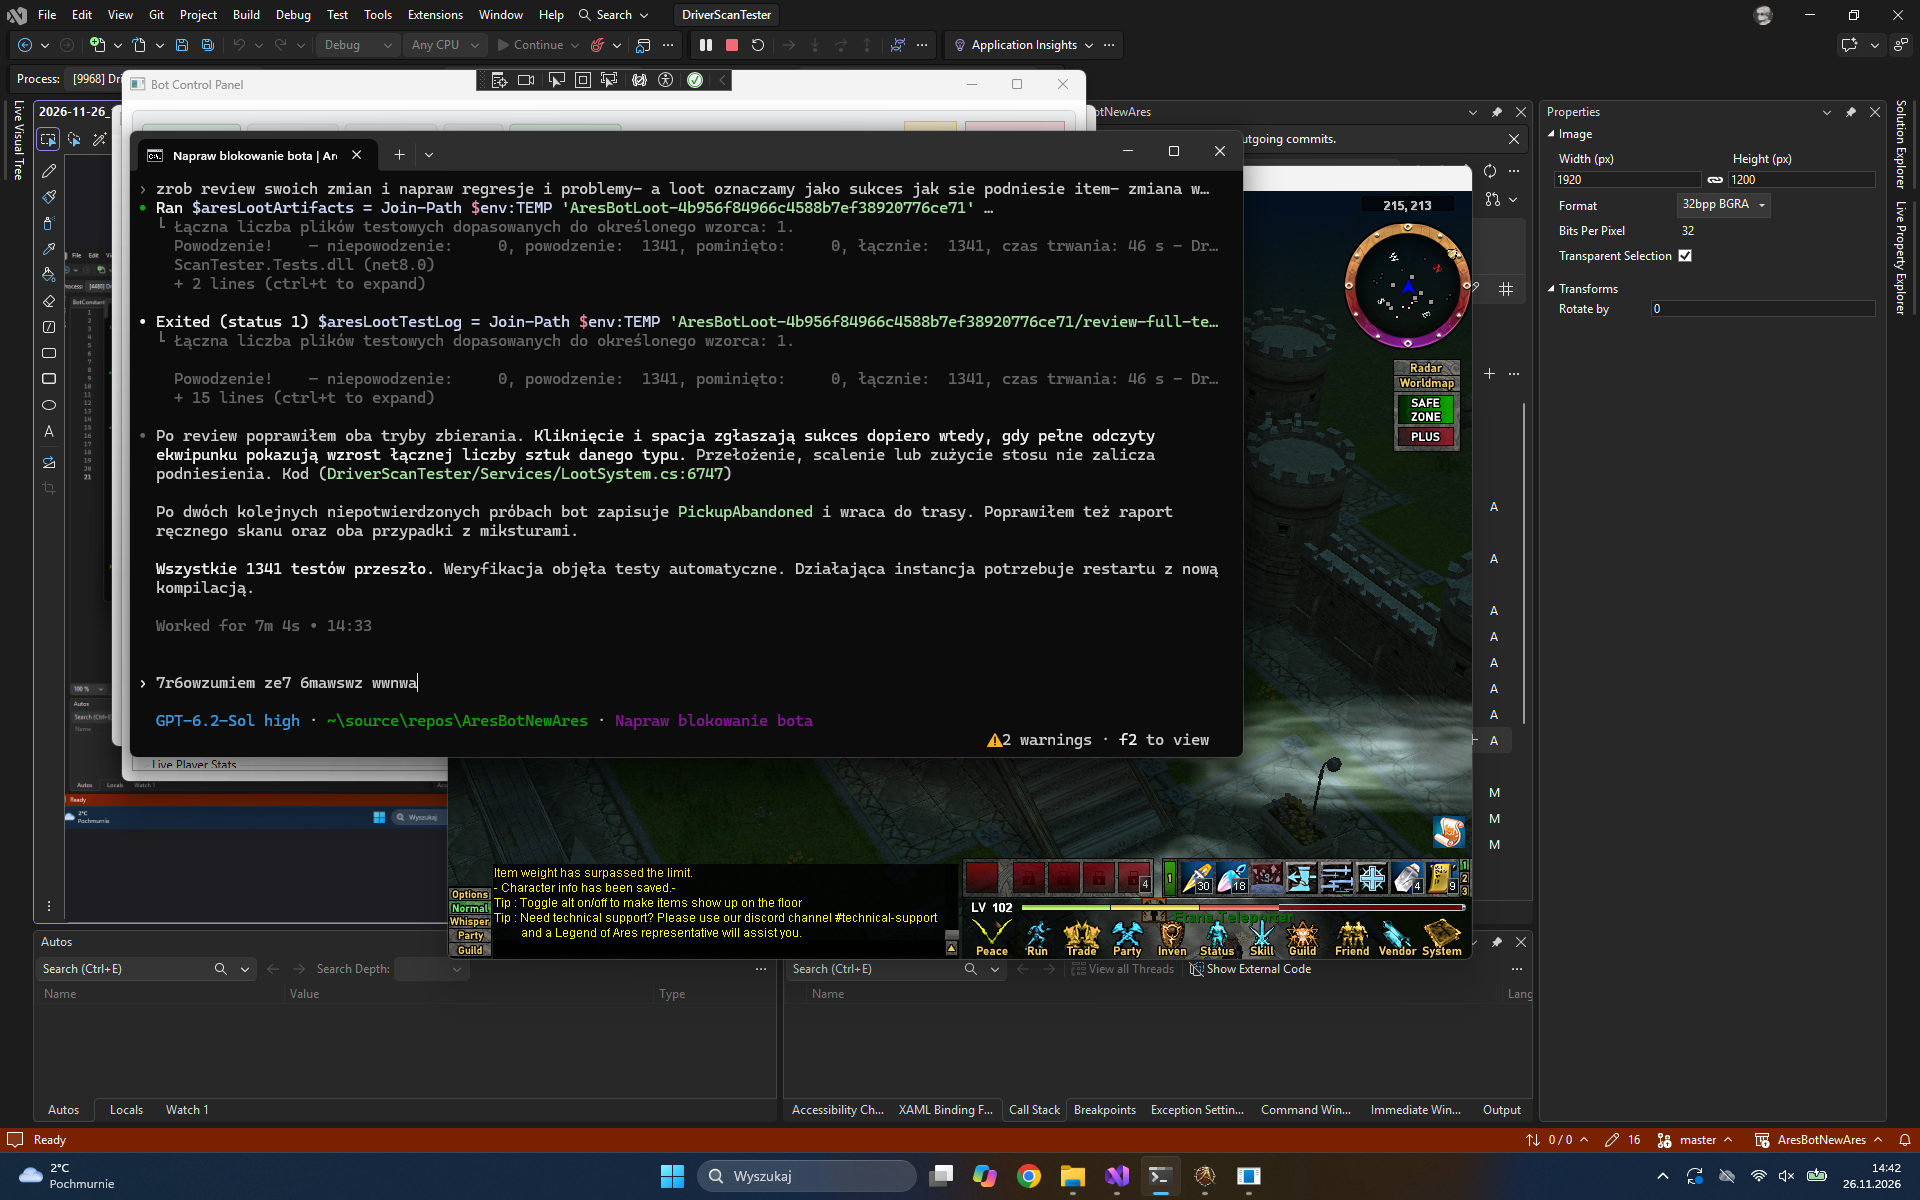 File Edit View Git Project Build Debug Test Tools Extensions Window Help Search DriverScanTester
Debug Any CPU Continue Application Insights
Process: [9968] Dri
Bot Control Panel
2026-11-26_
otNewAres
utgoing commits.
Live Visual Tree
Napraw blokowanie bota | Ar
› zrob review swoich zmian i napraw regresje i problemy- a loot oznaczamy jako sukces jak sie podniesie item- zmiana w…
• Ran $aresLootArtifacts = Join-Path $env:TEMP 'AresBotLoot-4b956f84966c4588b7ef38920776ce71' …
└ Łączna liczba plików testowych dopasowanych do określonego wzorca: 1.
Powodzenie! — niepowodzenie: 0, powodzenie: 1341, pominięto: 0, łącznie: 1341, czas trwania: 46 s — Dr…
ScanTester.Tests.dll (net8.0)
+ 2 lines (ctrl+t to expand)
• Exited (status 1) $aresLootTestLog = Join-Path $env:TEMP 'AresBotLoot-4b956f84966c4588b7ef38920776ce71/review-full-te…
└ Łączna liczba plików testowych dopasowanych do określonego wzorca: 1.
Powodzenie! — niepowodzenie: 0, powodzenie: 1341, pominięto: 0, łącznie: 1341, czas trwania: 46 s — Dr…
+ 15 lines (ctrl+t to expand)
• Po review poprawiłem oba tryby zbierania. Kliknięcie i spacja zgłaszają sukces dopiero wtedy, gdy pełne odczyty
ekwipunku pokazują wzrost łącznej liczby sztuk danego typu. Przełożenie, scalenie lub zużycie stosu nie zalicza
podniesienia. Kod (DriverScanTester/Services/LootSystem.cs:6747)
Po dwóch kolejnych niepotwierdzonych próbach bot zapisuje PickupAbandoned i wraca do trasy. Poprawiłem też raport
ręcznego skanu oraz oba przypadki z miksturami.
Wszystkie 1341 testów przeszło. Weryfikacja objęła testy automatyczne. Działająca instancja potrzebuje restartu z nową
kompilacją.
Worked for 7m 4s • 14:33
› 7r6owzumiem ze7 6mawswz wwnwa
GPT-6.2-Sol high · ~\source\repos\AresBotNewAres · Napraw blokowanie bota
2 warnings · f2 to view
Live Player Stats
215, 213
Radar
Worldmap
SAFE
ZONE
PLUS
Item weight has surpassed the limit.
- Character info has been saved.-
Tip : Toggle alt on/off to make items show up on the floor
Tip : Need technical support? Please use our discord channel #technical-support
and a Legend of Ares representative will assist you.
Options
Normal
Whisper
Party
Guild
4 1 30 18 4 9 1 2 3
LV 102
Etana Teleporter
Peace Run Trade Party Inven Status Skill Guild Friend Vendor System
A
A
A
A
A
A
A
A
M
M
M
Properties
Image
Width (px) Height (px)
1920 1200
Format 32bpp BGRA
Bits Per Pixel 32
Transparent Selection
Transforms
Rotate by 0
Solution Explorer
Live Property Explorer
Autos
Search (Ctrl+E) Search Depth:
Name Value Type
Autos Locals Watch 1
Search (Ctrl+E) View all Threads Show External Code
Name Lang
Accessibility Ch... XAML Binding F... Call Stack Breakpoints Exception Settin... Command Win... Immediate Win... Output
Ready
0 / 0 16 master AresBotNewAres
2°C
Pochmurnie
Wyszukaj
14:42
26.11.2026